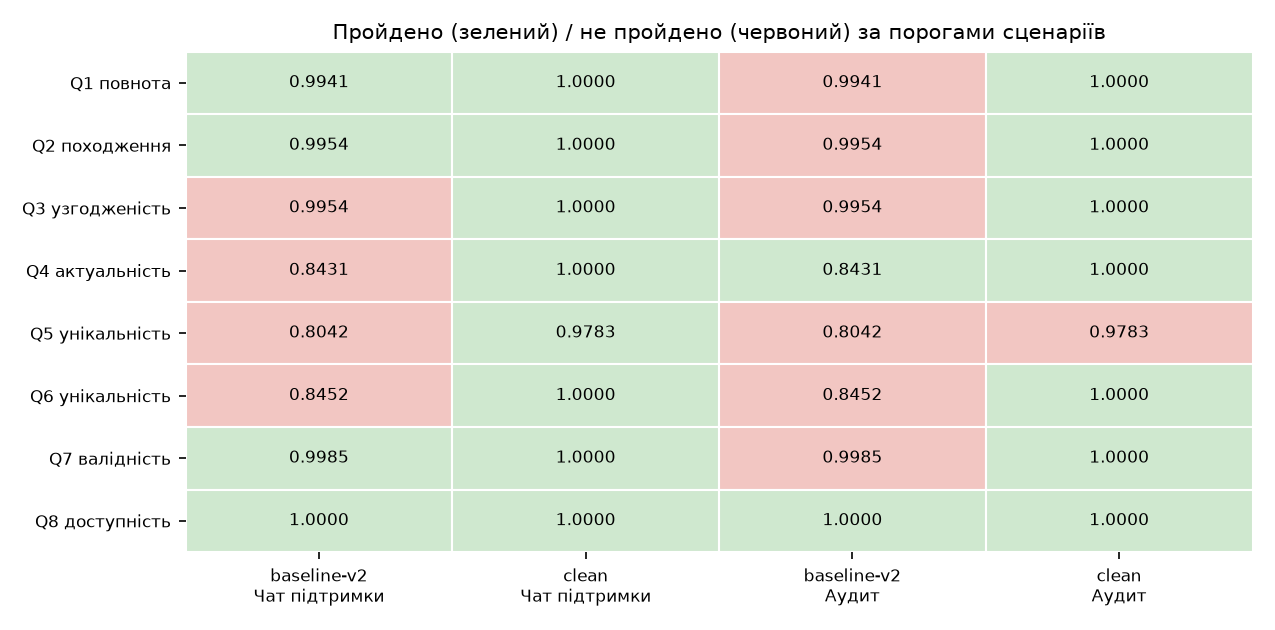 Пройдено (зелений) / не пройдено (червоний) за порогами сценаріїв
Q1 повнота 0.9941 1.0000 0.9941 1.0000
Q2 походження 0.9954 1.0000 0.9954 1.0000
Q3 узгодженість 0.9954 1.0000 0.9954 1.0000
Q4 актуальність 0.8431 1.0000 0.8431 1.0000
Q5 унікальність 0.8042 0.9783 0.8042 0.9783
Q6 унікальність 0.8452 1.0000 0.8452 1.0000
Q7 валідність 0.9985 1.0000 0.9985 1.0000
Q8 доступність 1.0000 1.0000 1.0000 1.0000
baseline-v2 clean baseline-v2 clean
Чат підтримки Чат підтримки Аудит Аудит